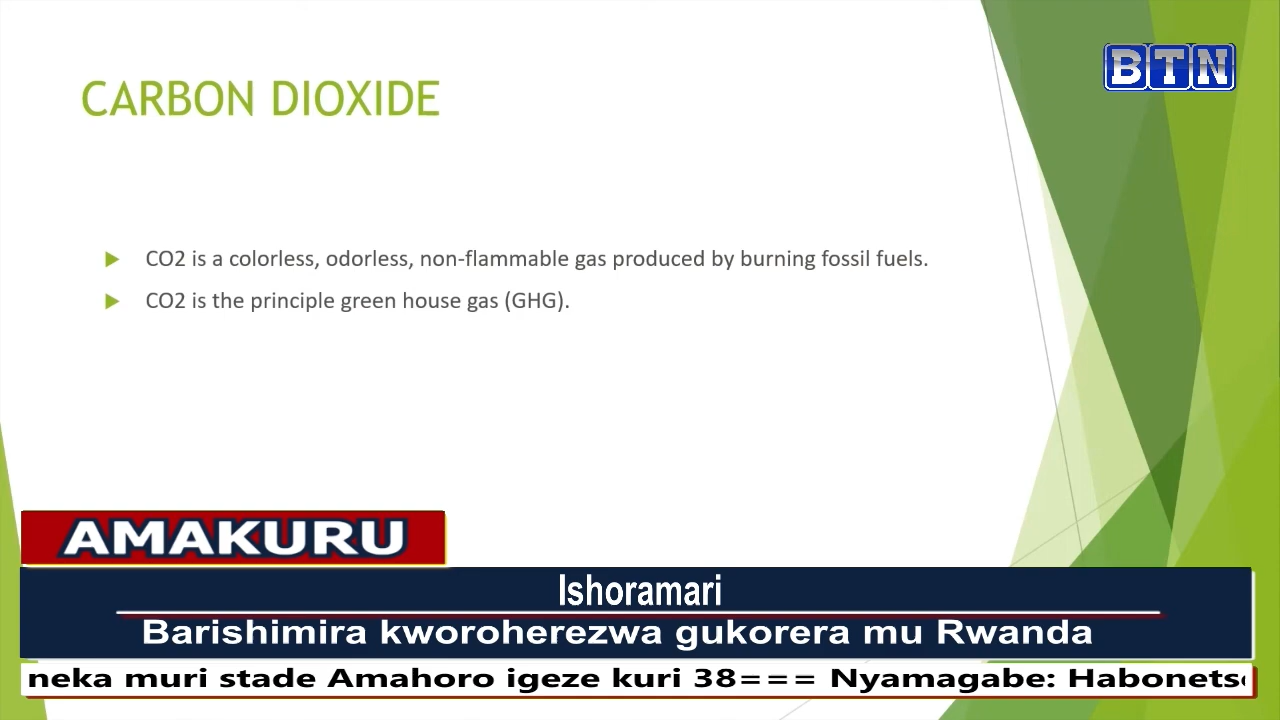 BTN
CARBON DIOXIDE
CO2 is a colorless, odorless, non-flammable gas produced by burning fossil fuels.
CO2 is the principle green house gas (GHG).
AMAKURU
Ishoramari
Barishimira kworoherezwa gukorera mu Rwanda
neka muri stade Amahoro igeze kuri 38=== Nyamagabe: